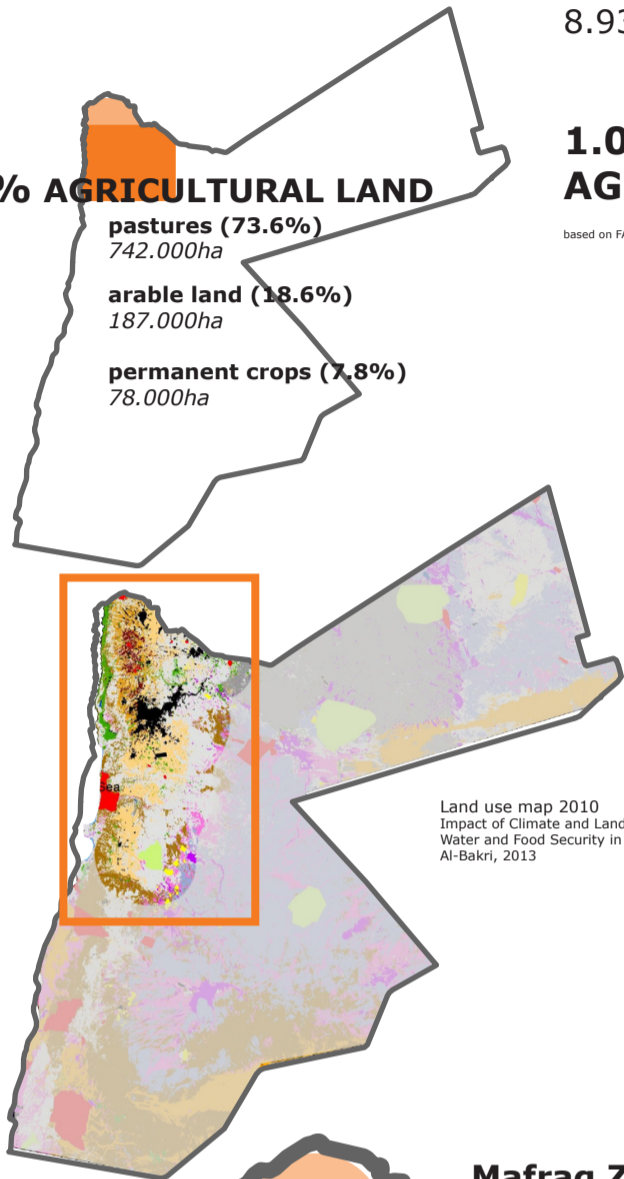 8.93
1.0
% AGRICULTURAL LAND
AG
pastures (73.6%)
742.000ha
based on FA
arable land (18.6%)
187.000ha
permanent crops (7.8%)
78.000ha
Sea
Land use map 2010
Impact of Climate and Land
Water and Food Security in
Al-Bakri, 2013
Mafraq Z